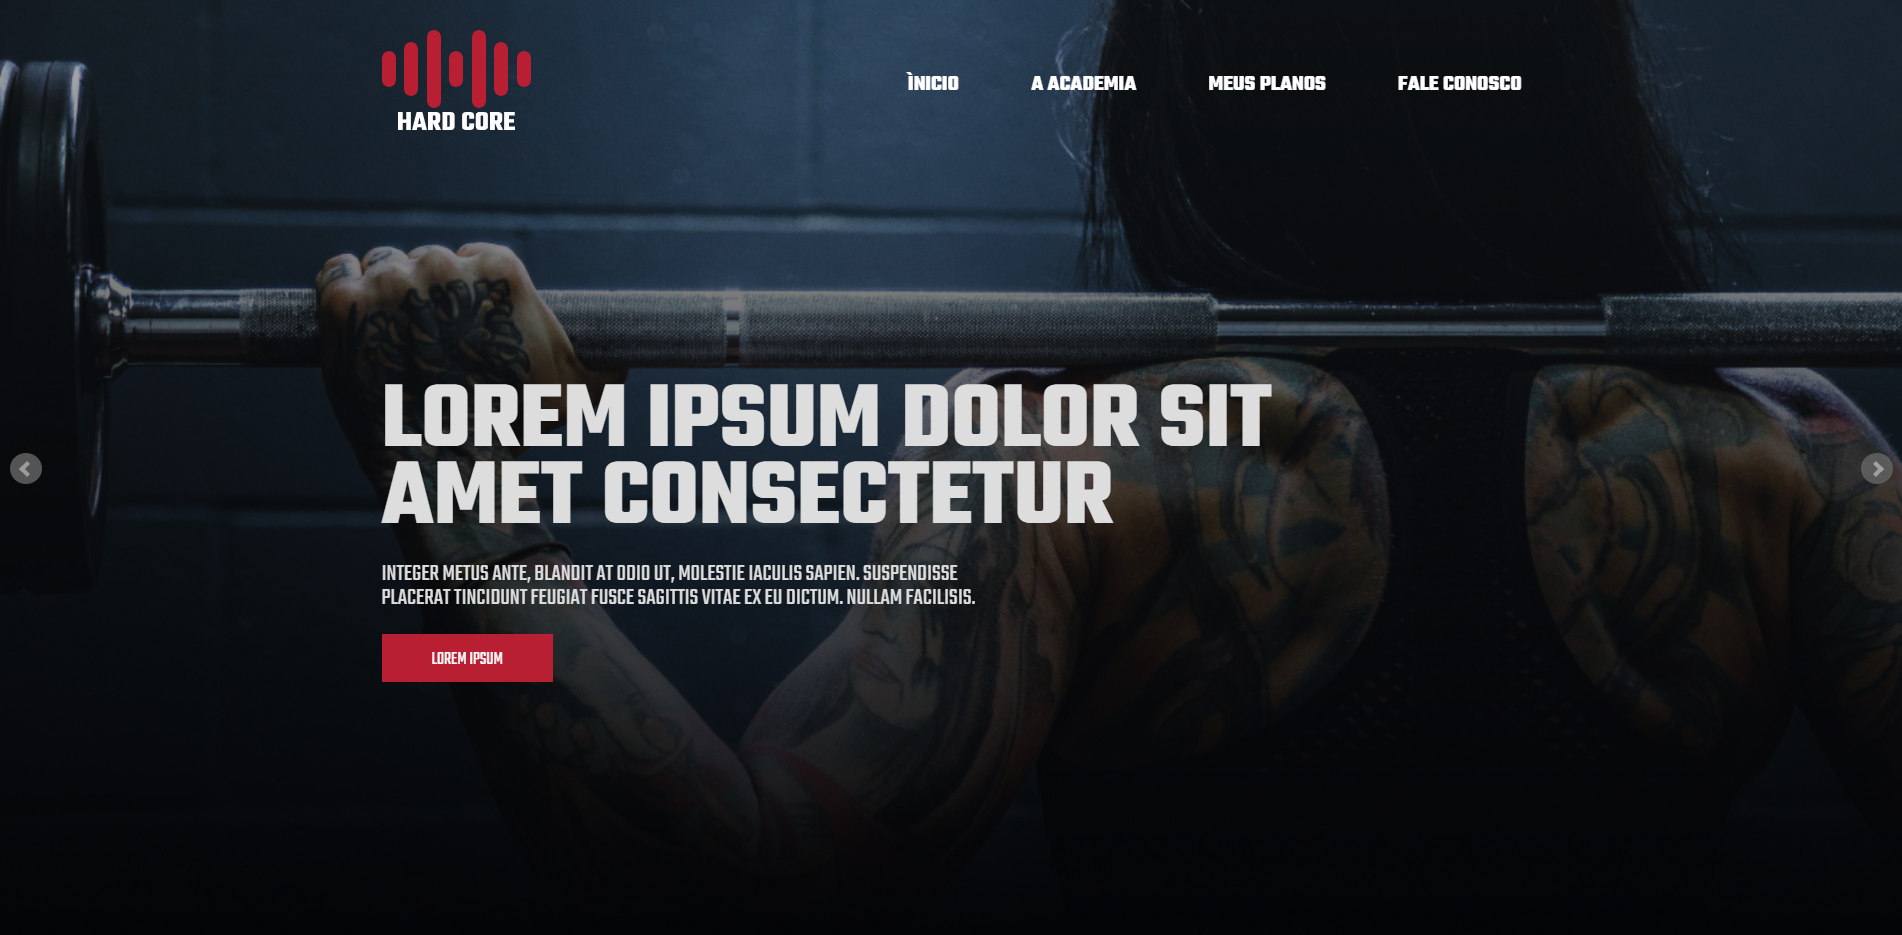 HARD CORE
ÌNICIO
A ACADEMIA
MEUS PLANOS
FALE CONOSCO
LOREM IPSUM DOLOR SIT
AMET CONSECTETUR
INTEGER METUS ANTE, BLANDIT AT ODIO UT, MOLESTIE IACULIS SAPIEN. SUSPENDISSE
PLACERAT TINCIDUNT FEUGIAT FUSCE SAGITTIS VITAE EX EU DICTUM. NULLAM FACILISIS.
LOREM IPSUM